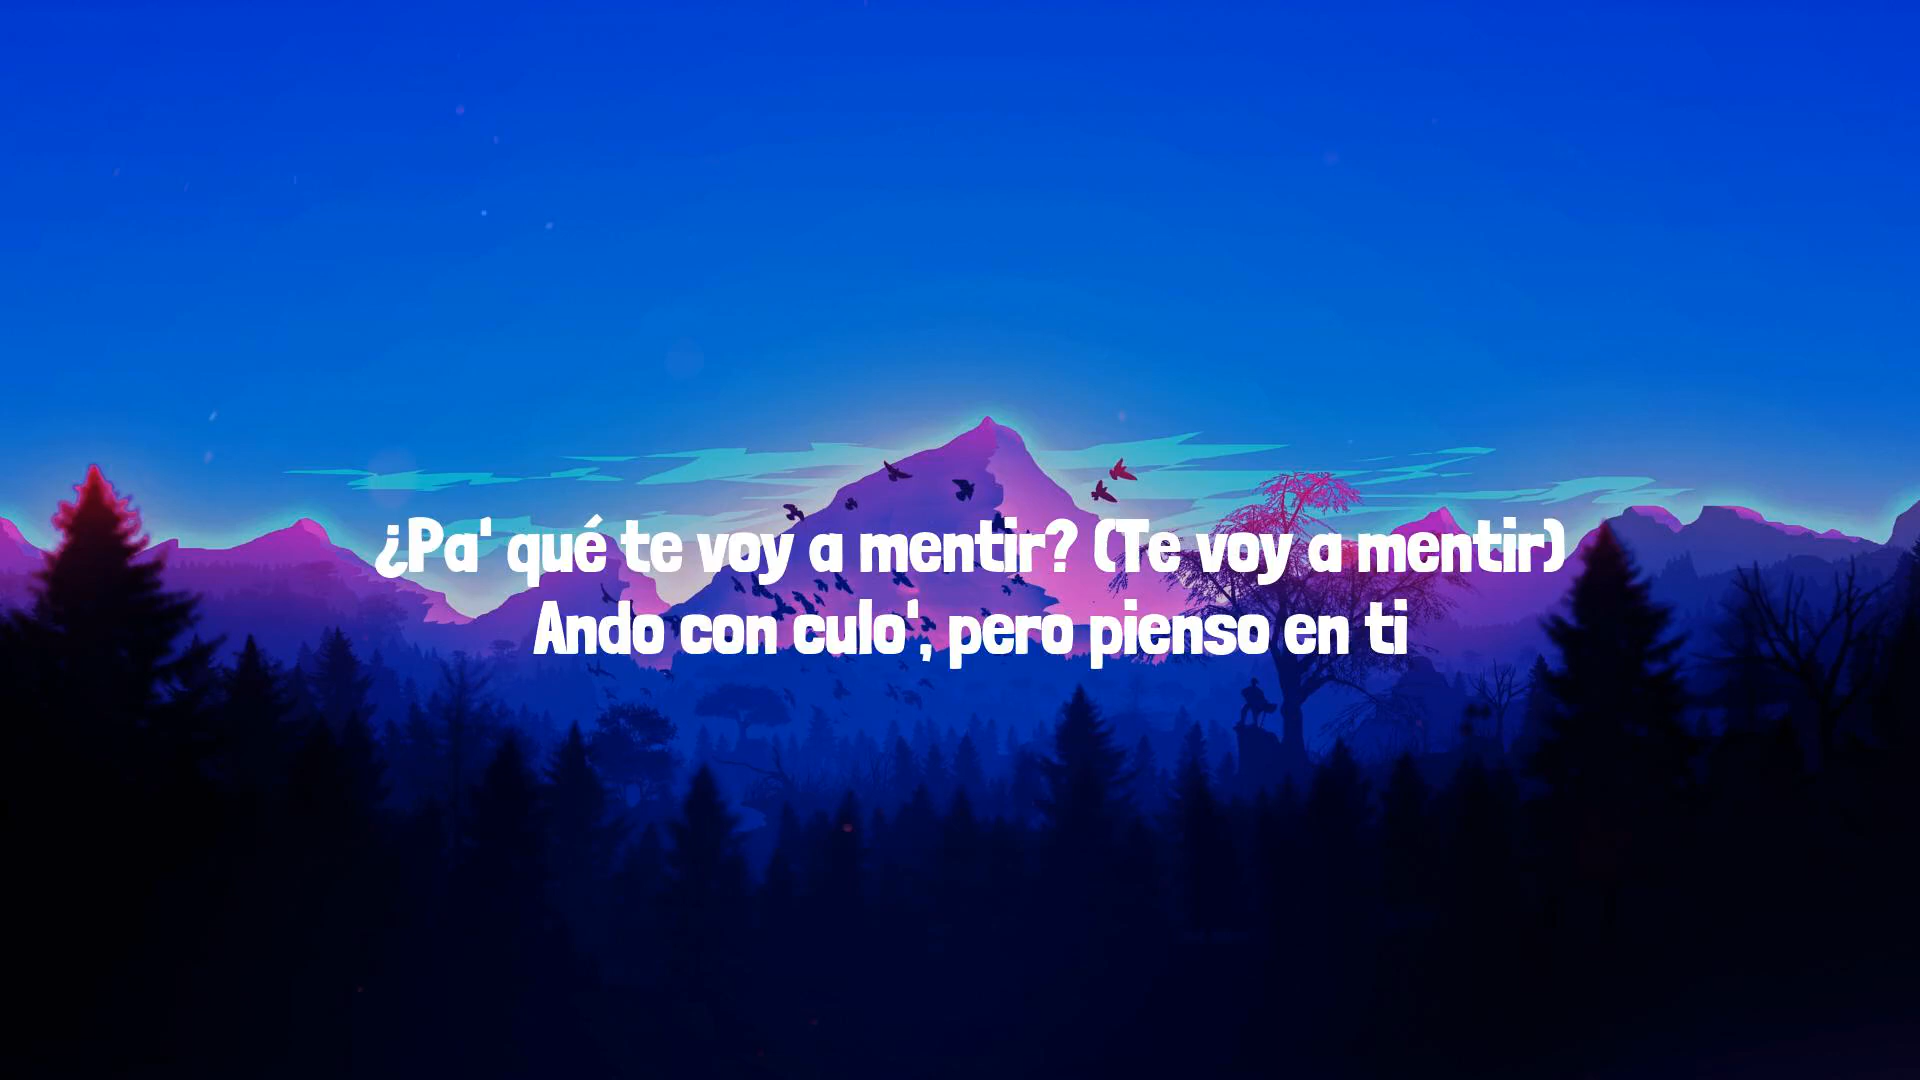 ¿Pa' qué te voy a mentir? (Te voy a mentir)
Ando con culo', pero pienso en ti